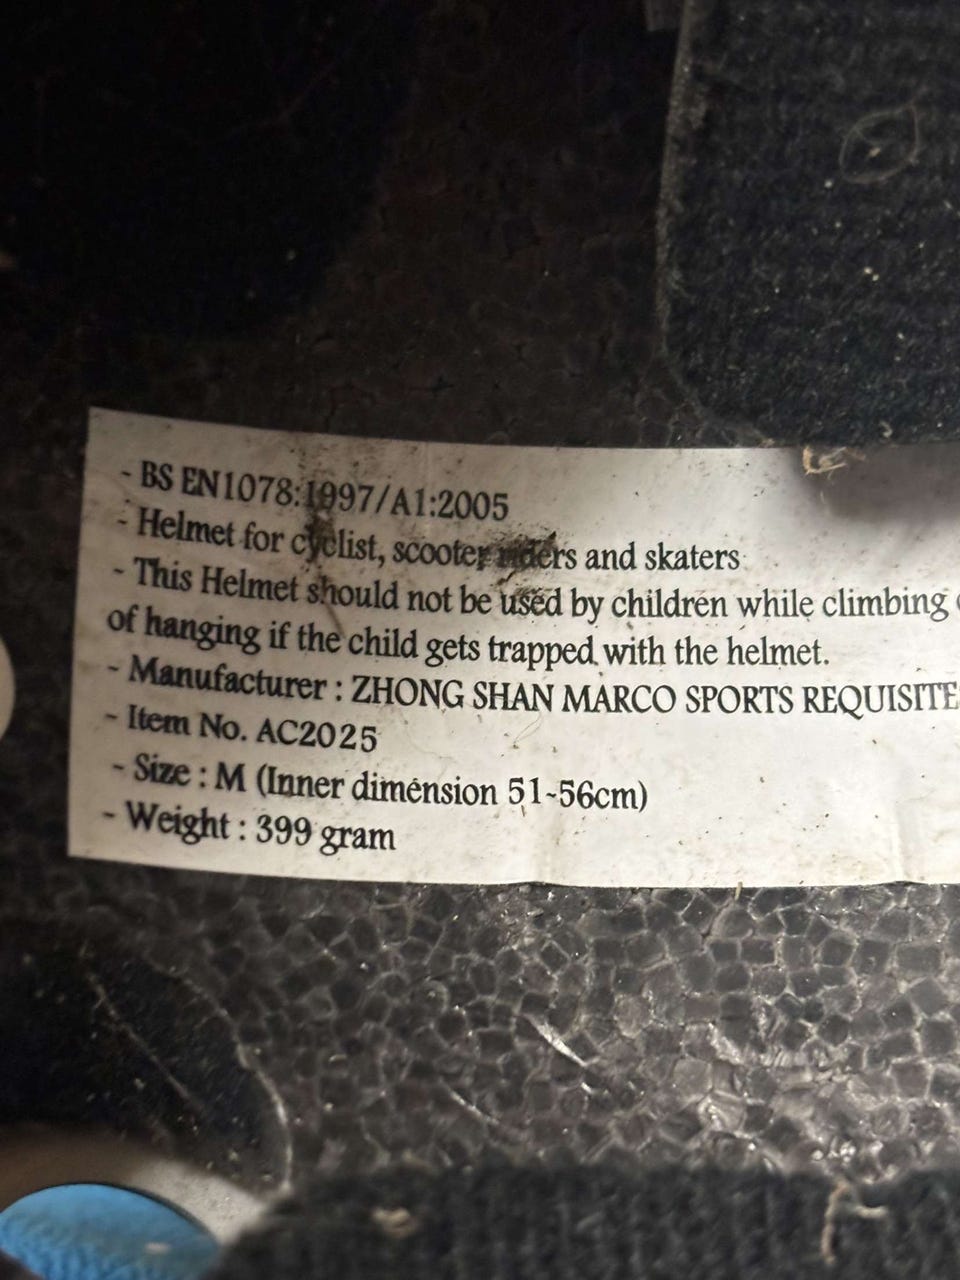 - BS EN1078:1997/A1:2005
- Helmet for cyclist, scooter riders and skaters
- This Helmet should not be used by children while climbing
of hanging if the child gets trapped with the helmet.
- Manufacturer : ZHONG SHAN MARCO SPORTS REQUISITE
- Item No. AC2025
- Size : M (Inner dimension 51-56cm)
- Weight : 399 gram